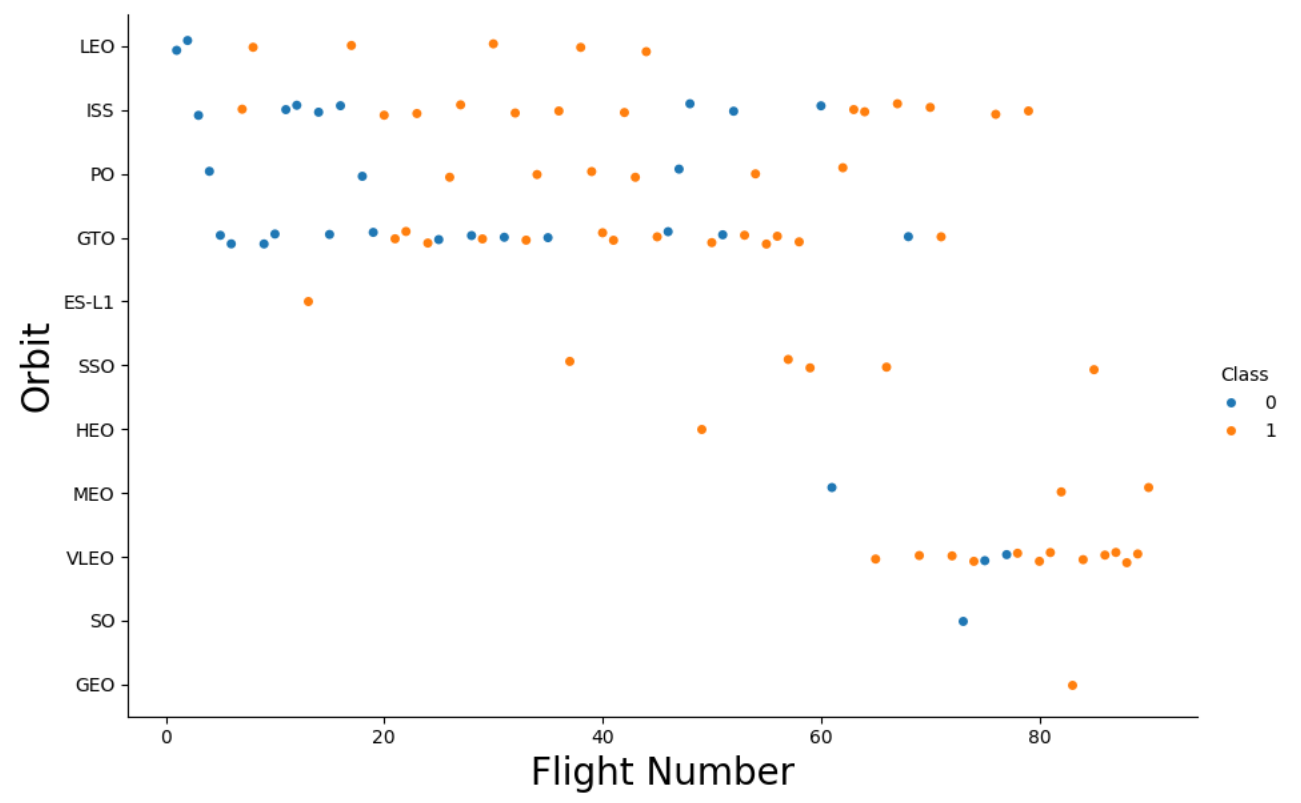 LEO
ISS
PO
GTO
ES-L1
SSO
HEO
MEO
VLEO
SO
GEO
Orbit
0 20 40 60 80
Flight Number
Class
0
1